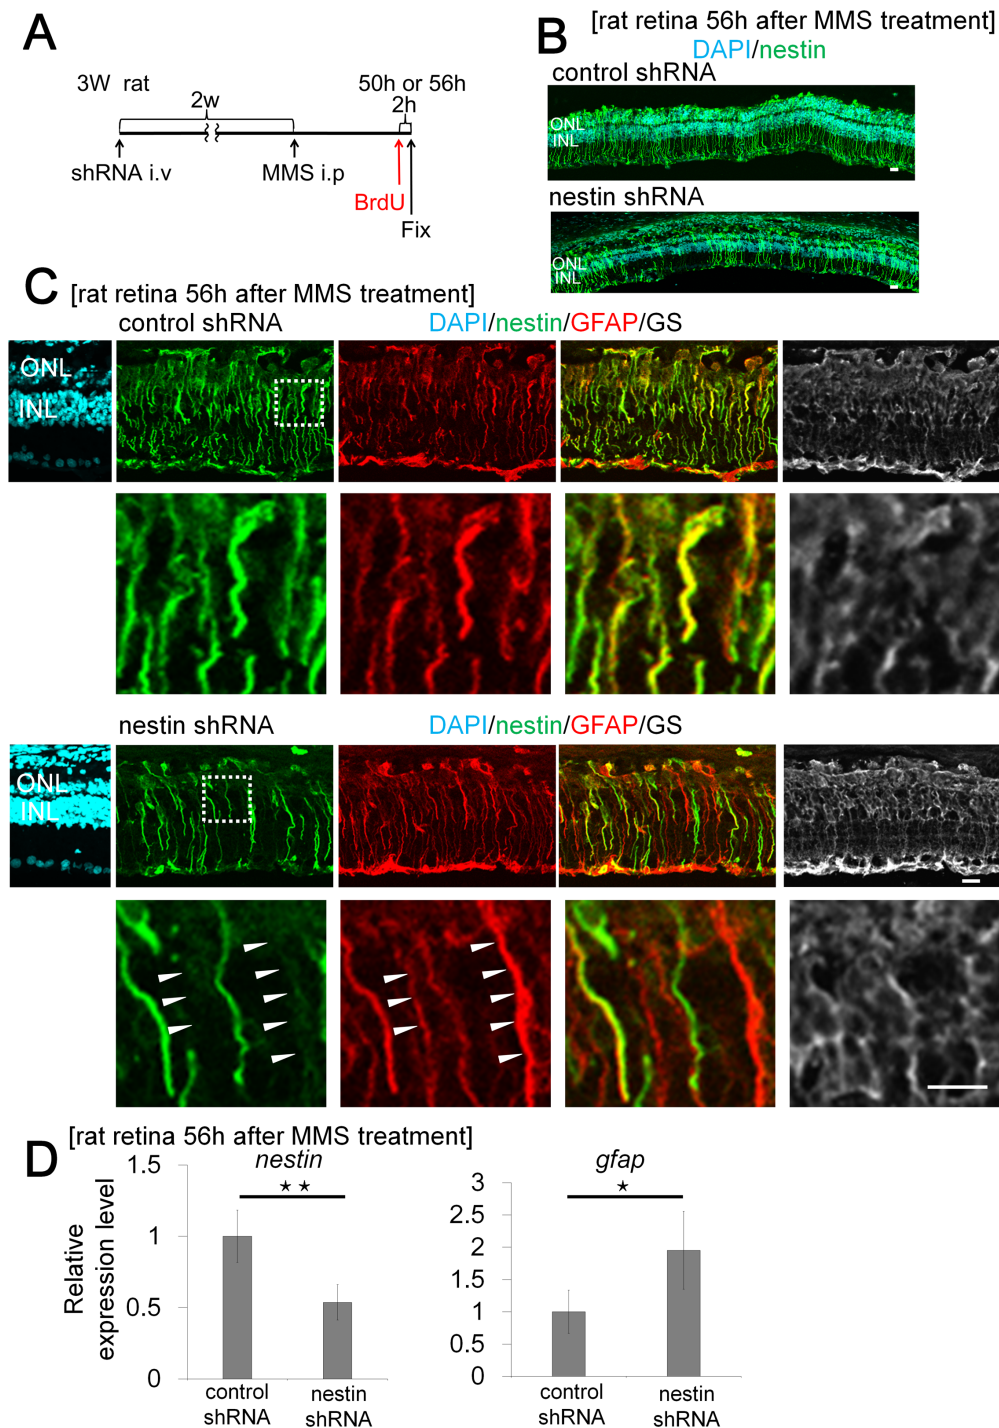 A
3W rat
50h or 56h
2w
2h
shRNA i.v
MMS i.p
BrdU
Fix
[rat retina 56h after MMS treatment]
B
DAPI/nestin
control shRNA
ONL
INL
nestin shRNA
ONL
INL
C
[rat retina 56h after MMS treatment]
control shRNA
DAPI/nestin/GFAP/GS
ONL
INL
nestin shRNA
DAPI/nestin/GFAP/GS
ONL
INL
D
[rat retina 56h after MMS treatment]
nestin
Relative
expression level
1.5
1
0.5
0
★ ★
control
shRNA
nestin
shRNA
gfap
3
2.5
2
1.5
1
0.5
0
★
control
shRNA
nestin
shRNA